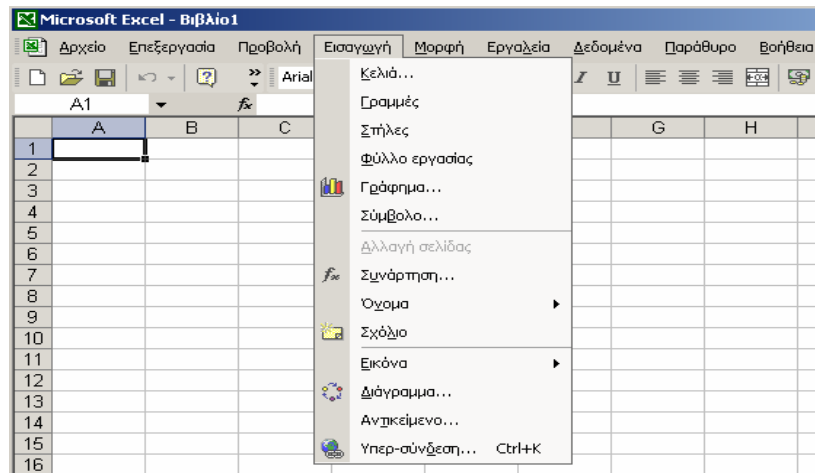 Microsoft Excel - Βιβλίο1
Αρχείο Επεξεργασία Προβολή Εισαγωγή Μορφή Εργαλεία Δεδομένα Παράθυρο Βοήθεια
Arial I U
A1 fx
A B C G H
Κελιά...
Γραμμές
Στήλες
Φύλλο εργασίας
Γράφημα...
Σύμβολο...
Αλλαγή σελίδας
fx Συνάρτηση...
Όνομα
Σχόλιο
Εικόνα
Διάγραμμα...
Αντικείμενο...
Υπερ-σύνδεση... Ctrl+K
1
2
3
4
5
6
7
8
9
10
11
12
13
14
15
16